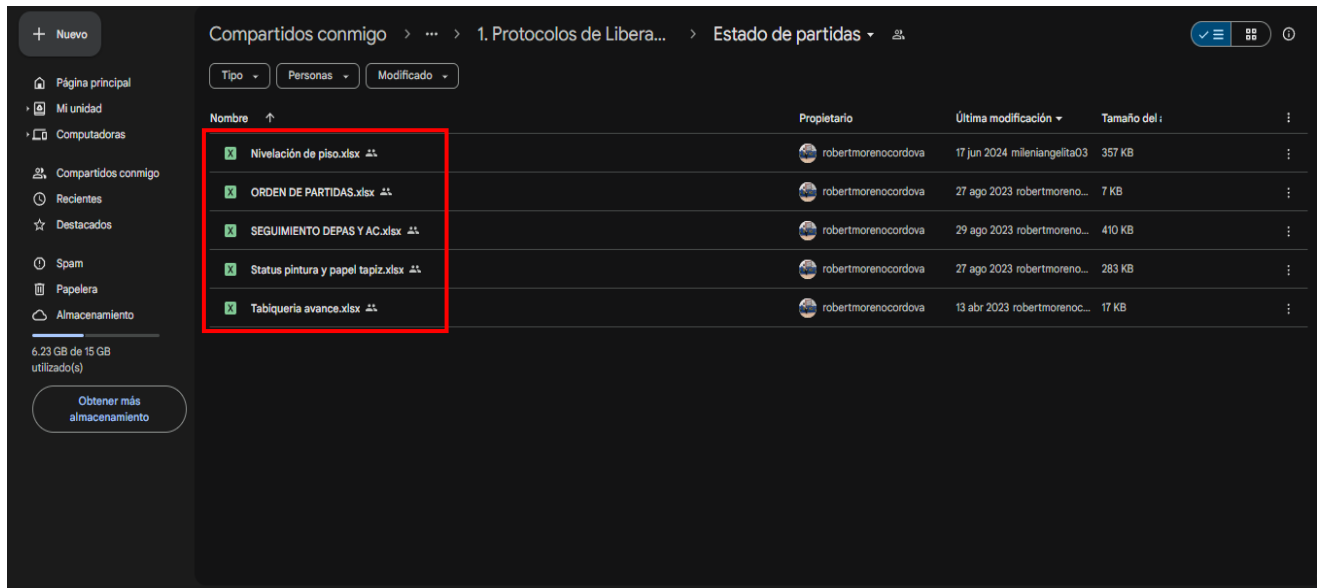 Nuevo
Página principal
Mi unidad
Computadoras
Compartidos conmigo
Recientes
Destacados
Spam
Papelera
Almacenamiento
6.23 GB de 15 GB
utilizado(s)
Obtener más
almacenamiento
Compartidos conmigo > ... > 1. Protocolos de Libera... > Estado de partidas
Tipo Personas Modificado
Nombre Propietario Última modificación Tamaño del
Nivelación de piso.xlsx robertmorenocordova 17 jun 2024 mileniangelita03 357 KB
ORDEN DE PARTIDAS.xlsx robertmorenocordova 27 ago 2023 robertmoreno... 7 KB
SEGUIMIENTO DEPAS Y AC.xlsx robertmorenocordova 29 ago 2023 robertmoreno... 410 KB
Status pintura y papel tapiz.xlsx robertmorenocordova 27 ago 2023 robertmoreno... 283 KB
Tabiqueria avance.xlsx robertmorenocordova 13 abr 2023 robertmorenoc... 17 KB